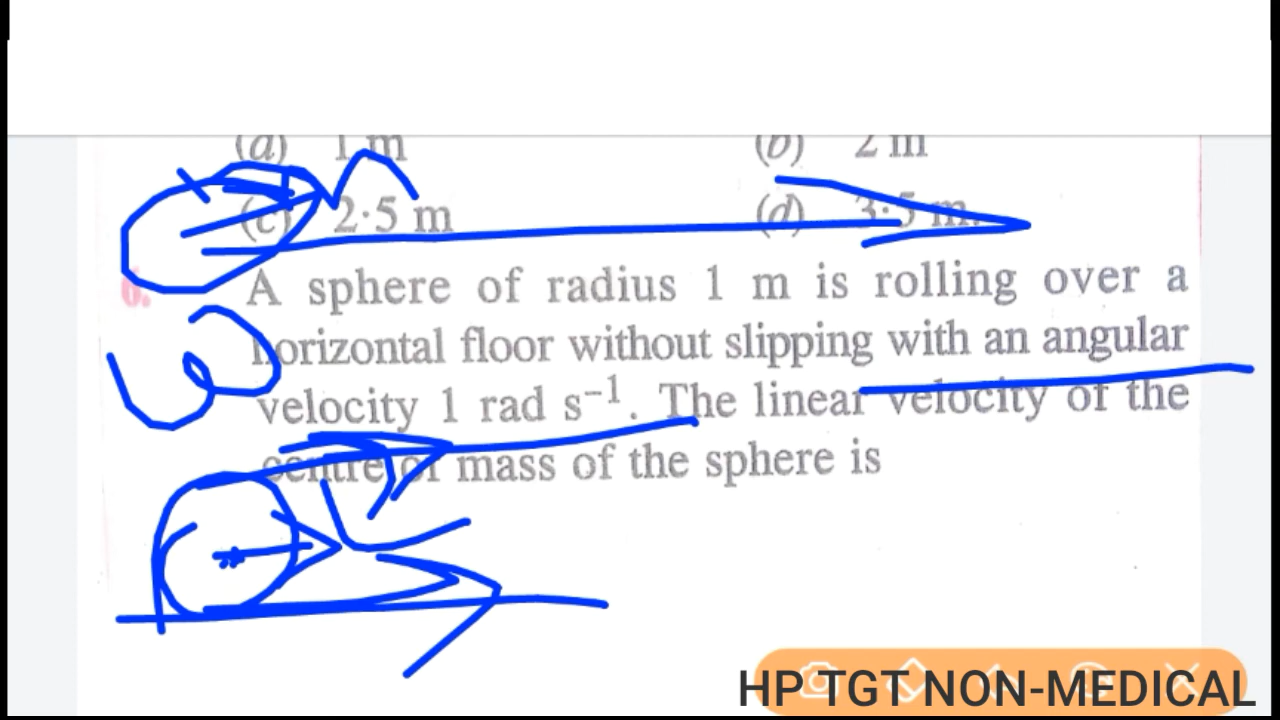 (a) 1 m (b) 2 m
(c) 2·5 m (d) 3·5 m.
6. A sphere of radius 1 m is rolling over a
horizontal floor without slipping with an angular
velocity 1 rad s⁻¹. The linear velocity of the
centre of mass of the sphere is
HP TGT NON-MEDICAL